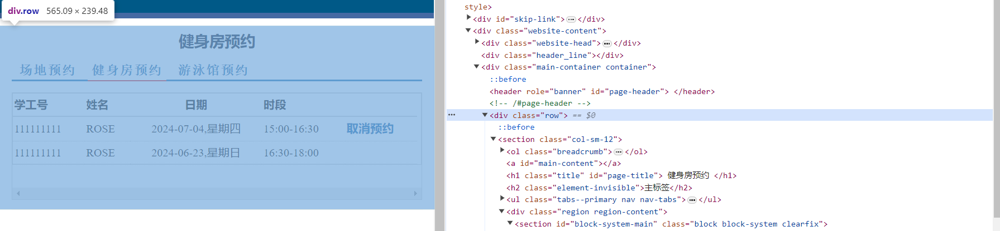 div.row 565.09 × 239.48
健身房预约
场地预约 健身房预约 游泳馆预约
学工号 姓名 日期 时段
111111111 ROSE 2024-07-04,星期四 15:00-16:30 取消预约
111111111 ROSE 2024-06-23,星期日 16:30-18:00
style>
<div id="skip-link">…</div>
<div class="website-content">
<div class="website-head">…</div>
<div class="header_line"></div>
<div class="main-container container">
::before
<header role="banner" id="page-header"> </header>
<!-- /#page-header -->
… <div class="row"> == $0
::before
<section class="col-sm-12">
<ol class="breadcrumb">…</ol>
<a id="main-content"></a>
<h1 class="title" id="page-title"> 健身房预约 </h1>
<h2 class="element-invisible">主标签</h2>
<ul class="tabs--primary nav nav-tabs">…</ul>
<div class="region region-content">
<section id="block-system-main" class="block block-system clearfix">